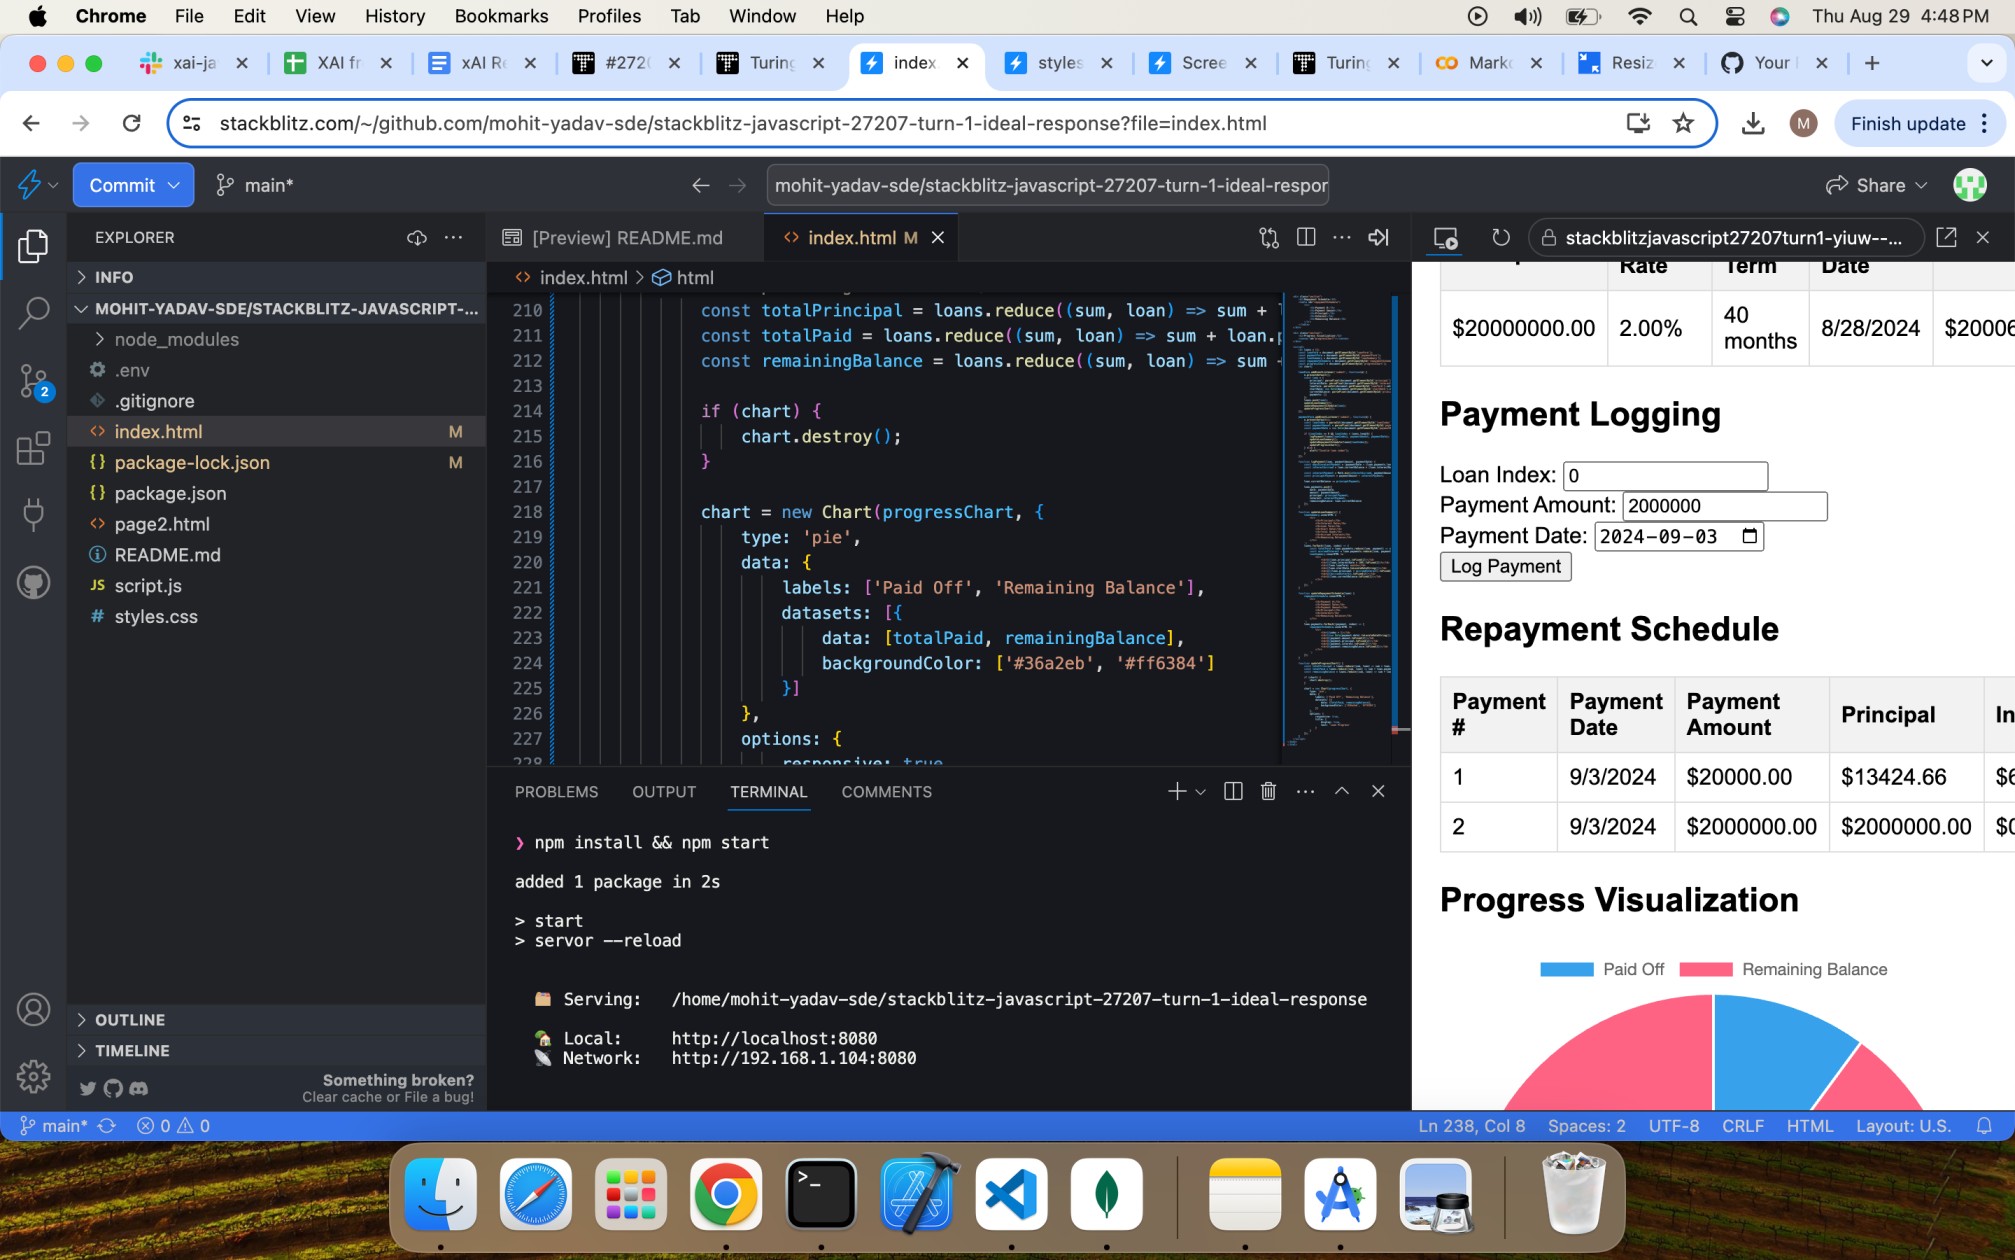 Chrome File Edit View History Bookmarks Profiles Tab Window Help Thu Aug 29 4:48 PM
xai-ja XAI fr xAI Re #272 Turing index. styles Scree Turing Mark Resiz Your
stackblitz.com/~/github.com/mohit-yadav-sde/stackblitz-javascript-27207-turn-1-ideal-response?file=index.html M Finish update
Commit main* mohit-yadav-sde/stackblitz-javascript-27207-turn-1-ideal-respor Share
EXPLORER
INFO
MOHIT-YADAV-SDE/STACKBLITZ-JAVASCRIPT-...
node_modules
.env
.gitignore
index.html M
package-lock.json M
package.json
page2.html
README.md
JS script.js
# styles.css
2
OUTLINE
TIMELINE
Something broken?
Clear cache or File a bug!
[Preview] README.md index.html M
index.html > html
210 const totalPrincipal = loans.reduce((sum, loan) => sum +
211 const totalPaid = loans.reduce((sum, loan) => sum + loan.p
212 const remainingBalance = loans.reduce((sum, loan) => sum
213
214 if (chart) {
215 chart.destroy();
216 }
217
218 chart = new Chart(progressChart, {
219 type: 'pie',
220 data: {
221 labels: ['Paid Off', 'Remaining Balance'],
222 datasets: [{
223 data: [totalPaid, remainingBalance],
224 backgroundColor: ['#36a2eb', '#ff6384']
225 }]
226 },
227 options: {
228 responsive: true
PROBLEMS OUTPUT TERMINAL COMMENTS
❯ npm install && npm start
added 1 package in 2s
> start
> servor --reload
Serving: /home/mohit-yadav-sde/stackblitz-javascript-27207-turn-1-ideal-response
Local: http://localhost:8080
Network: http://192.168.1.104:8080
stackblitzjavascript27207turn1-yiuw--...
Rate Term Date
$20000000.00 2.00% 40 months 8/28/2024 $20006
Payment Logging
Loan Index: 0
Payment Amount: 2000000
Payment Date: 2024-09-03
Log Payment
Repayment Schedule
Payment # Payment Date Payment Amount Principal In
1 9/3/2024 $20000.00 $13424.66 $6
2 9/3/2024 $2000000.00 $2000000.00 $0
Progress Visualization
Paid Off Remaining Balance
main* 0 0 Ln 238, Col 8 Spaces: 2 UTF-8 CRLF HTML Layout: U.S.